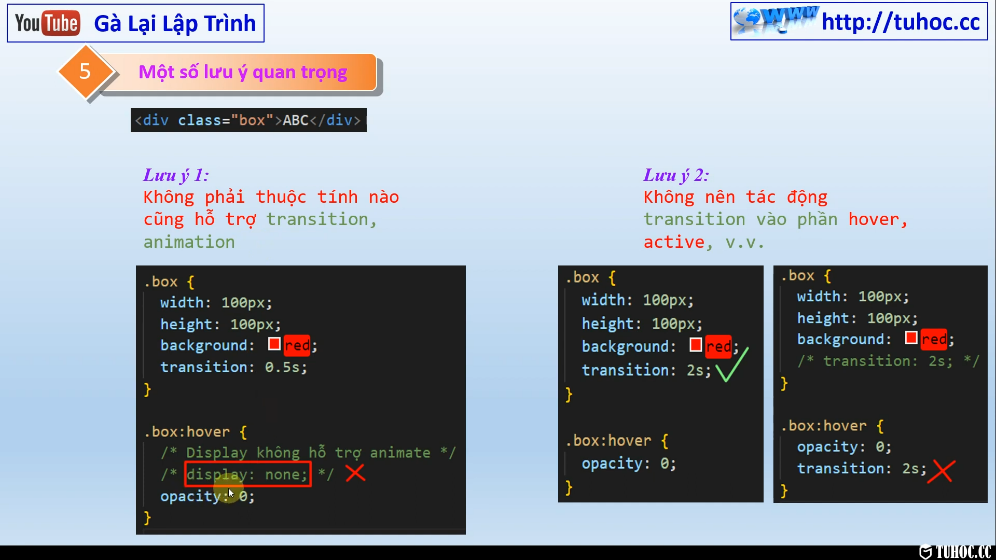 YouTube Gà Lại Lập Trình
WWW http://tuhoc.cc
5 Một số lưu ý quan trọng
<div class="box">ABC</div>
Lưu ý 1:
Không phải thuộc tính nào
cũng hỗ trợ transition,
animation
.box {
width: 100px;
height: 100px;
background: red;
transition: 0.5s;
}
.box:hover {
/* Display không hỗ trợ animate */
/* display: none; */
opacity: 0;
}
Lưu ý 2:
Không nên tác động
transition vào phần hover,
active, v.v.
.box {
width: 100px;
height: 100px;
background: red;
transition: 2s;
}
.box:hover {
opacity: 0;
}
.box {
width: 100px;
height: 100px;
background: red;
/* transition: 2s; */
}
.box:hover {
opacity: 0;
transition: 2s;
}
TUHOC.CC